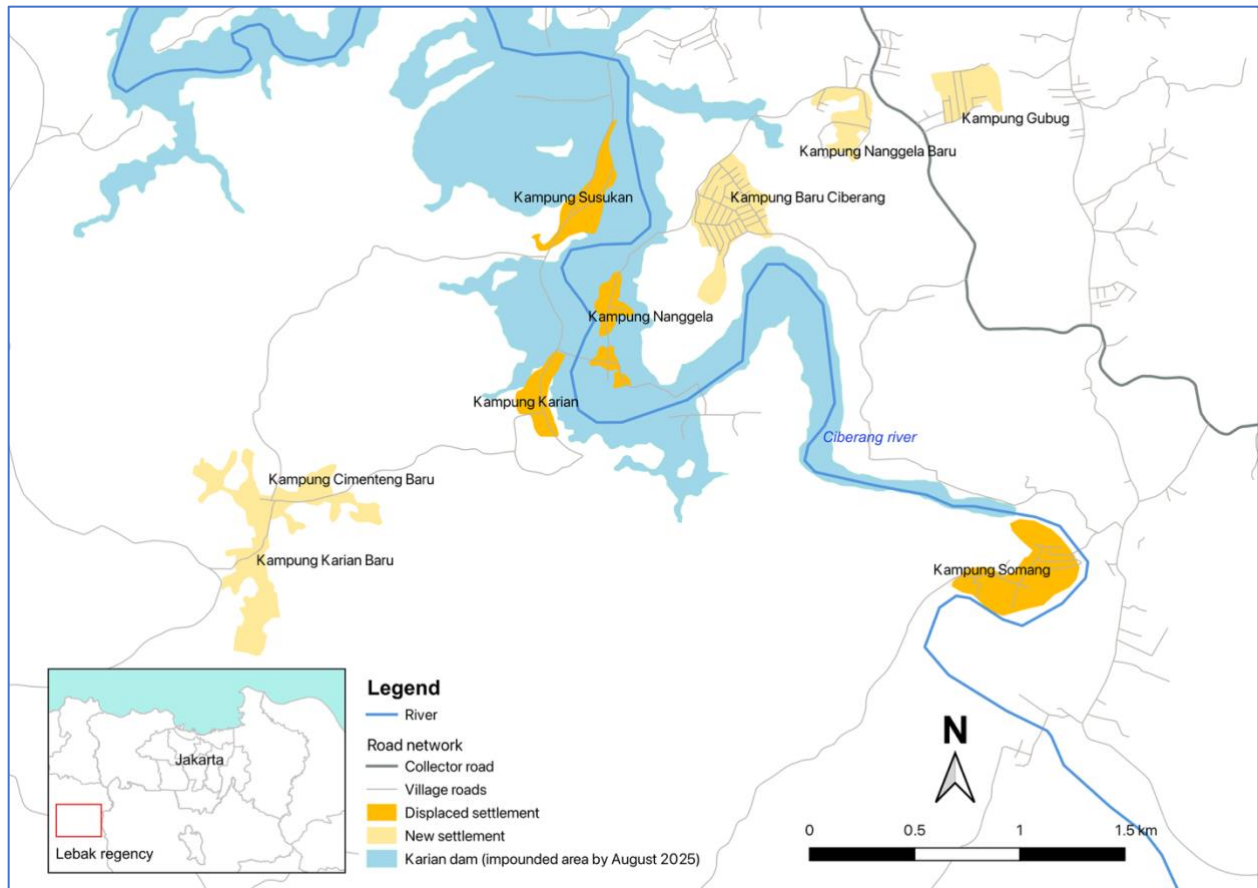 Kampung Gubug
Kampung Nanggela Baru
Kampung Susukan
Kampung Baru Ciberang
Kampung Nanggela
Kampung Karian
Ciberang river
Kampung Cimenteng Baru
Kampung Karian Baru
Kampung Somang
Jakarta
Lebak regency
Legend
River
Road network
Collector road
Village roads
Displaced settlement
New settlement
Karian dam (impounded area by August 2025)
N
0 0.5 1 1.5 km